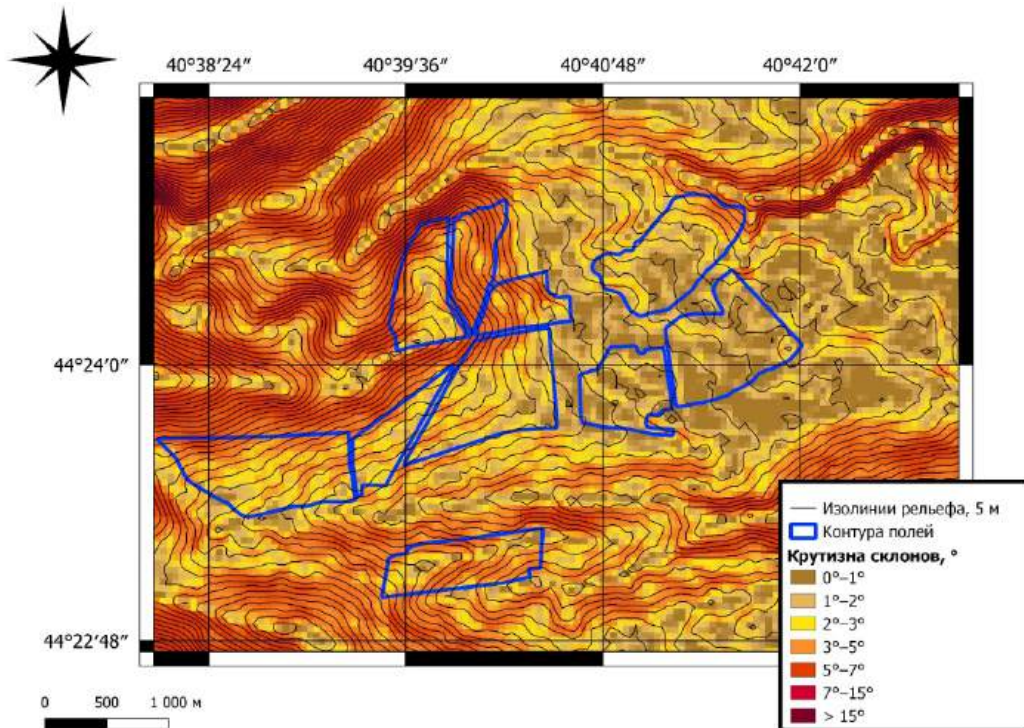 40°38′24″ 40°39′36″ 40°40′48″ 40°42′0″
44°24′0″
44°22′48″
Изолинии рельефа, 5 м
Контура полей
Крутизна склонов, °
0°–1°
1°–2°
2°–3°
3°–5°
5°–7°
7°–15°
> 15°
0 500 1 000 м